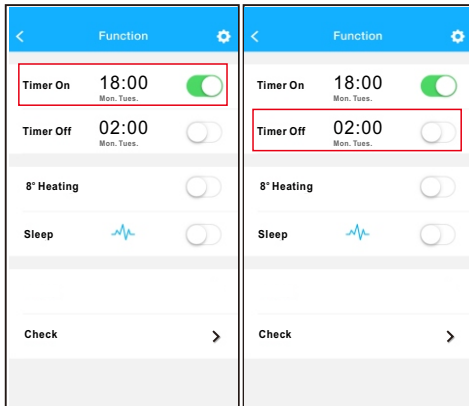 Function
Timer On 18:00
Mon. Tues.
Timer Off 02:00
Mon. Tues.
8° Heating
Sleep
Check
Function
Timer On 18:00
Mon. Tues.
Timer Off 02:00
Mon. Tues.
8° Heating
Sleep
Check